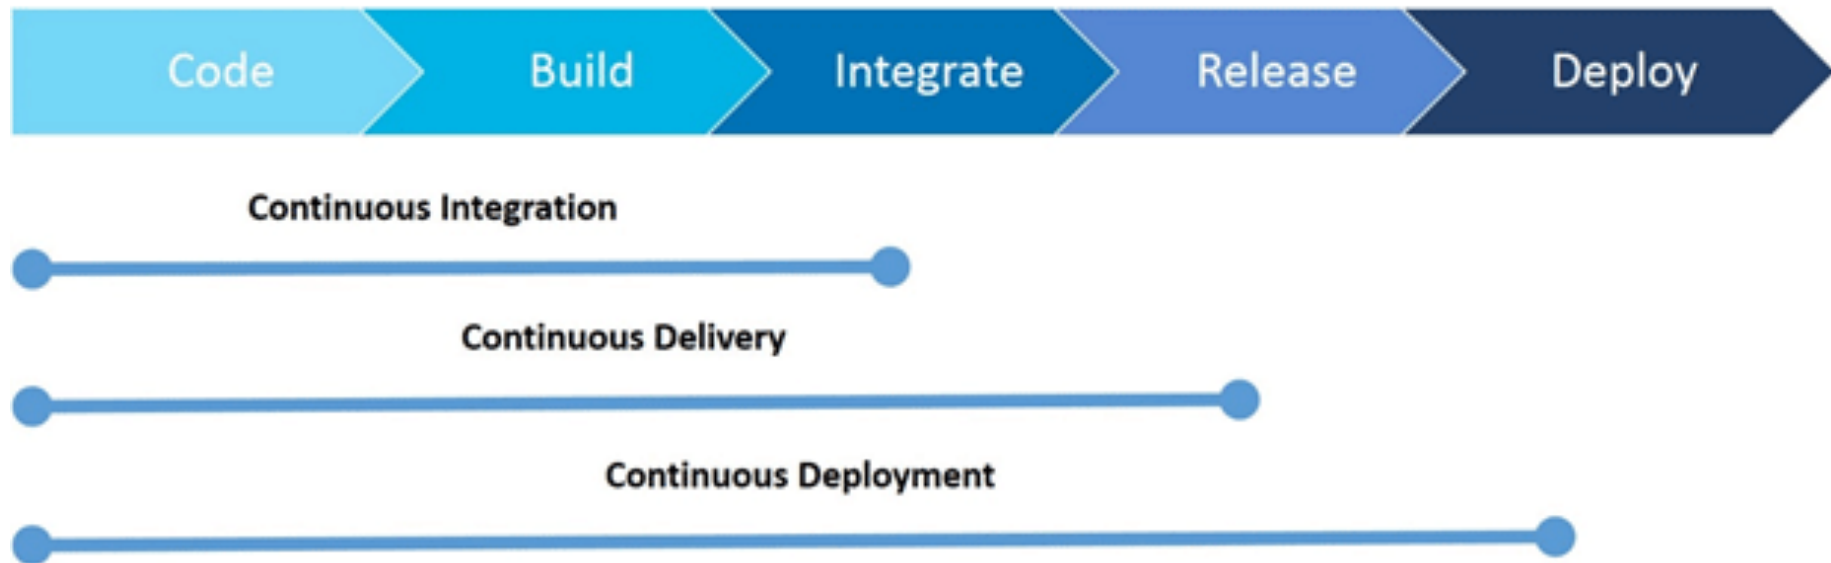 Code Build Integrate Release Deploy
Continuous Integration
Continuous Delivery
Continuous Deployment